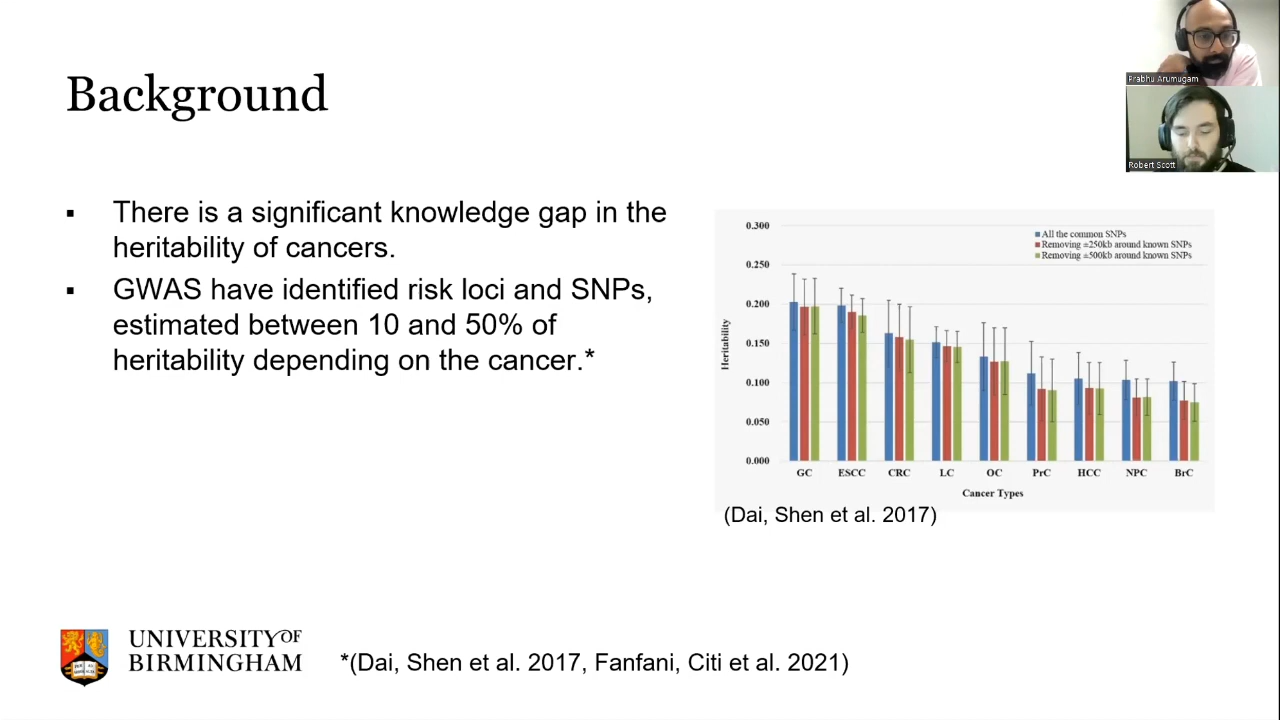 Background
Prabhu Arumugam
Robert Scott
▪ There is a significant knowledge gap in the
heritability of cancers.
▪ GWAS have identified risk loci and SNPs,
estimated between 10 and 50% of
heritability depending on the cancer.*
All the common SNPs
Removing ±250kb around known SNPs
Removing ±500kb around known SNPs
Heritability
0.300
0.250
0.200
0.150
0.100
0.050
0.000
GC ESCC CRC LC OC PrC HCC NPC BrC
Cancer Types
(Dai, Shen et al. 2017)
UNIVERSITY OF
BIRMINGHAM
*(Dai, Shen et al. 2017, Fanfani, Citi et al. 2021)